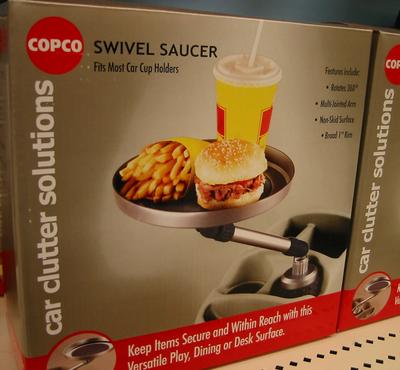 COPCO
SWIVEL SAUCER
Fits Most Car Cup Holders
Features Include:
• Rotates 360°
• Multi-Jointed Arm
• Non-Skid Surface
• Broad 1" Rim
car clutter solutions
Keep Items Secure and Within Reach with this
Versatile Play, Dining or Desk Surface.
COPCO
car clutter solutions